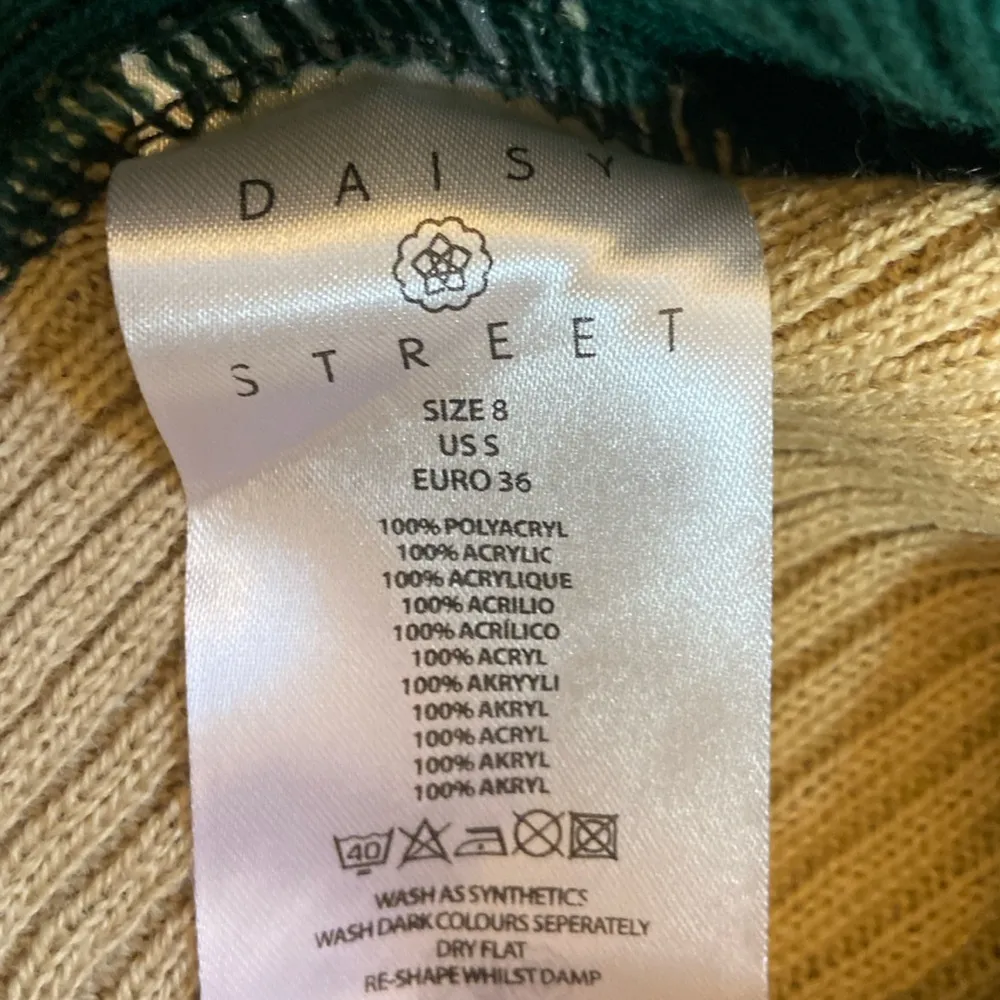 DAISY
STREET
SIZE 8
US S
EURO 36
100% POLYACRYL
100% ACRYLIC
100% ACRYLIQUE
100% ACRILIO
100% ACRÍLICO
100% ACRYL
100% AKRYYLI
100% AKRYL
100% ACRYL
100% AKRYL
100% AKRYL
40
WASH AS SYNTHETICS
WASH DARK COLOURS SEPERATELY
DRY FLAT
RE-SHAPE WHILST DAMP